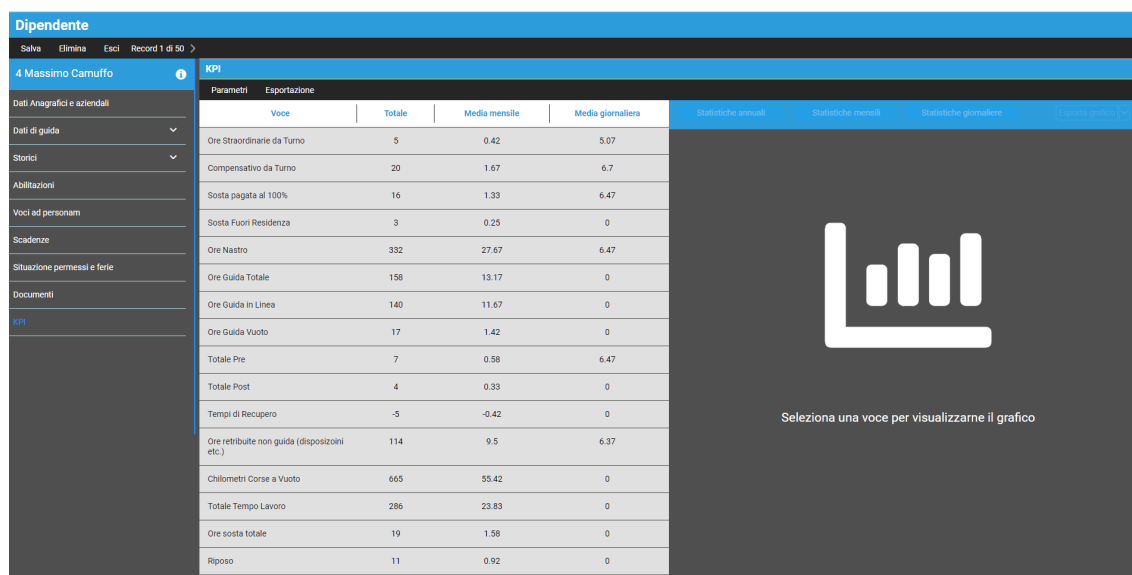 Dipendente
Salva Elimina Esci Record 1 di 50
4 Massimo Camuffo
Dati Anagrafici e aziendali
Dati di guida
Storici
Abilitazioni
Voci ad personam
Scadenze
Situazione permessi e ferie
Documenti
KPI
KPI
Parametri Esportazione
Voce Totale Media mensile Media giornaliera
Ore Straordinarie da Turno 5 0.42 5.07
Compensativo da Turno 20 1.67 6.7
Sosta pagata al 100% 16 1.33 6.47
Sosta Fuori Residenza 3 0.25 0
Ore Nastro 332 27.67 6.47
Ore Guida Totale 158 13.17 0
Ore Guida in Linea 140 11.67 0
Ore Guida Vuoto 17 1.42 0
Totale Pre 7 0.58 6.47
Totale Post 4 0.33 0
Tempi di Recupero -5 -0.42 0
Ore retribuite non guida (disposizoini
etc.) 114 9.5 6.37
Chilometri Corse a Vuoto 665 55.42 0
Totale Tempo Lavoro 286 23.83 0
Ore sosta totale 19 1.58 0
Riposo 11 0.92 0
Statistiche annuali Statistiche mensili Statistiche giornaliere Esporta grafico
Seleziona una voce per visualizzarne il grafico